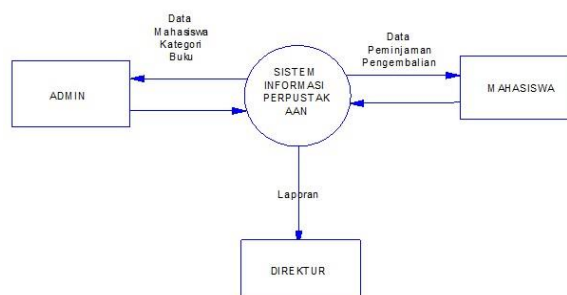 Data
Mahasiswa
Kategori
Buku
ADMIN
SISTEM
INFORMASI
PERPUSTAK
AAN
Data
Peminjaman
Pengembalian
MAHASISWA
Laporan
DIREKTUR